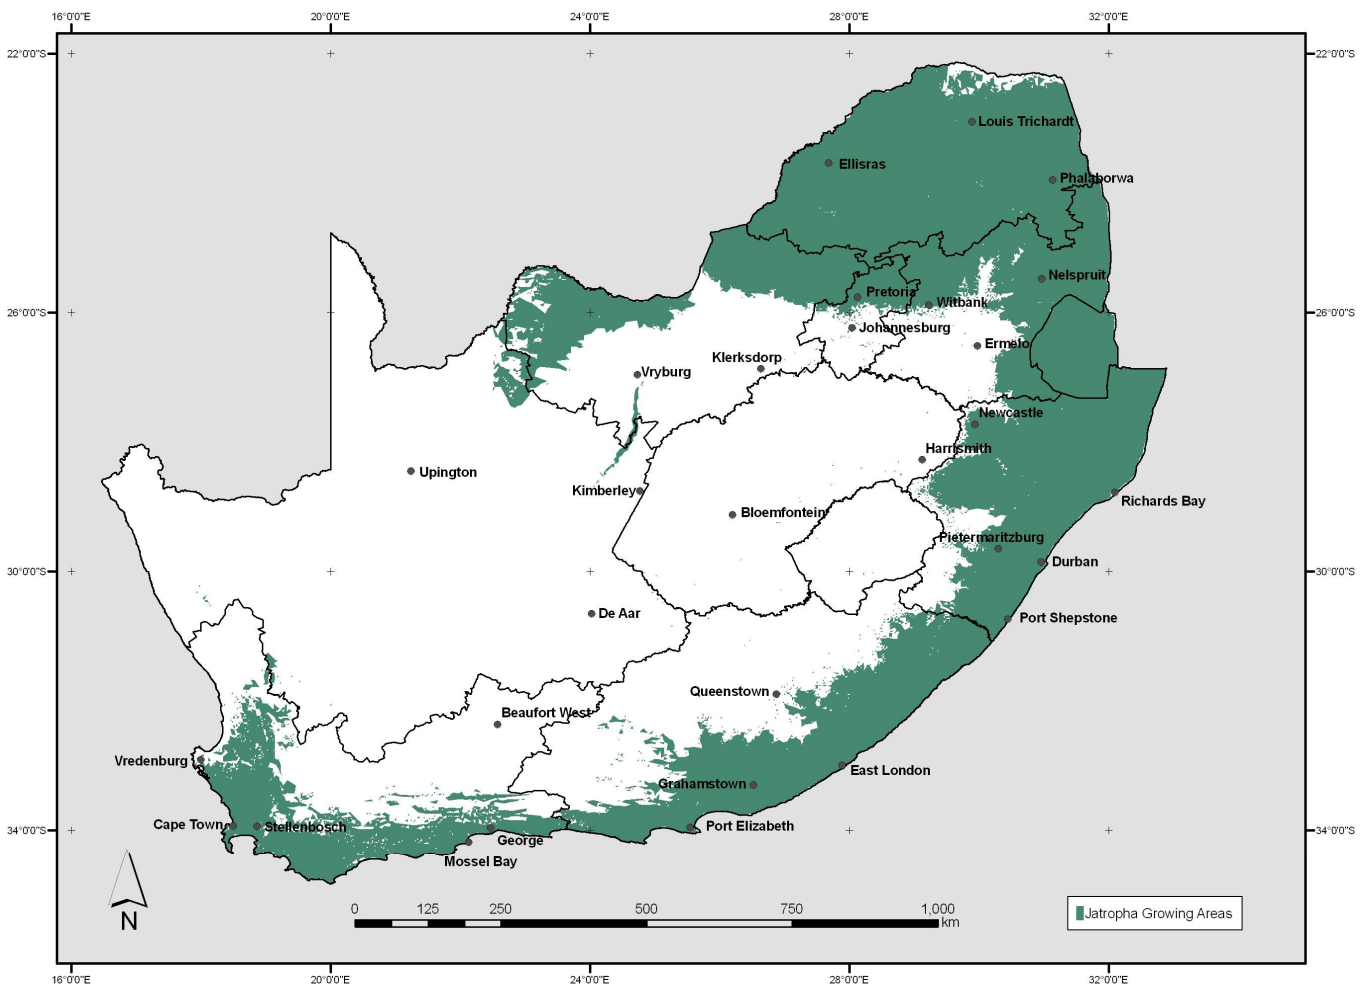 16°0'0"E 20°0'0"E 24°0'0"E 28°0'0"E 32°0'0"E
22°0'0"S 22°0'0"S
Louis Trichardt
Ellisras
Phalaborwa
Nelspruit
Pretoria
Witbank
26°0'0"S 26°0'0"S
Johannesburg
Ermelo
Klerksdorp
Vryburg
Newcastle
Harrismith
Upington
Kimberley
Richards Bay
Bloemfontein
Pietermaritzburg
Durban
30°0'0"S 30°0'0"S
De Aar
Port Shepstone
Queenstown
Beaufort West
Vredenburg
East London
Grahamstown
Cape Town
Stellenbosch
Port Elizabeth
34°0'0"S 34°0'0"S
George
Mossel Bay
N
0 125 250 500 750 1,000
km
Jatropha Growing Areas
16°0'0"E 20°0'0"E 24°0'0"E 28°0'0"E 32°0'0"E